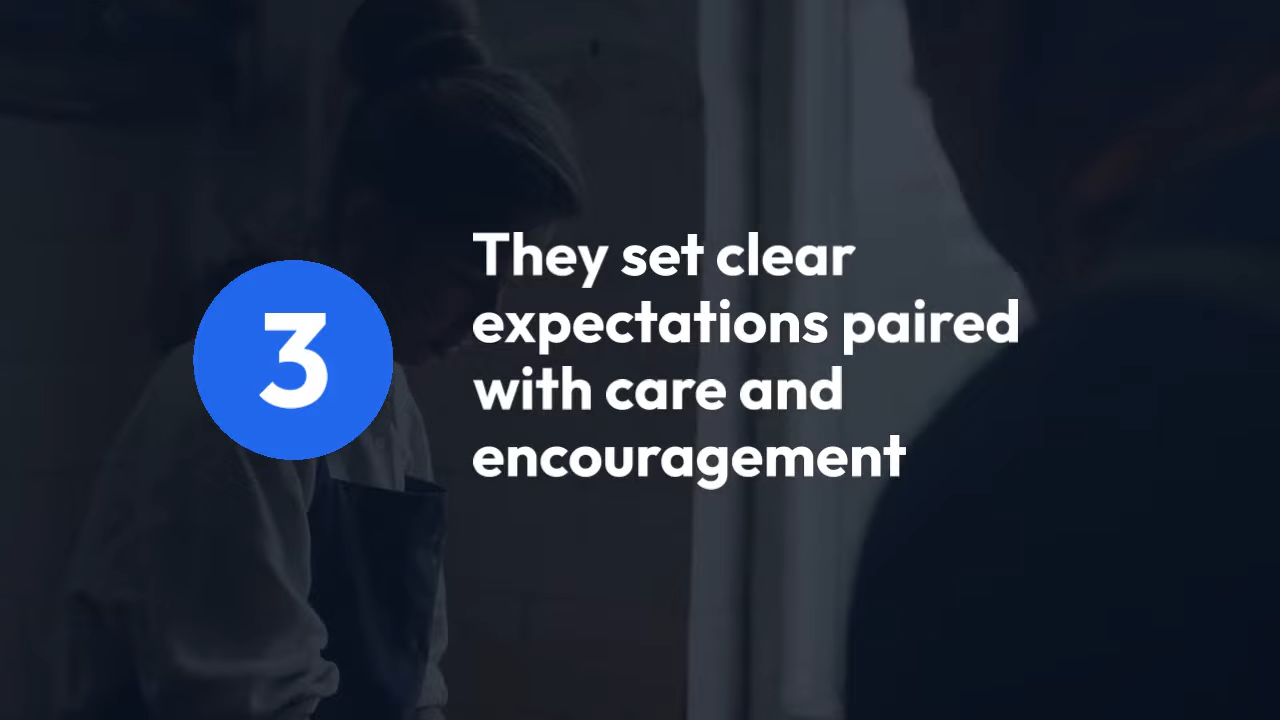 3
They set clear
expectations paired
with care and
encouragement